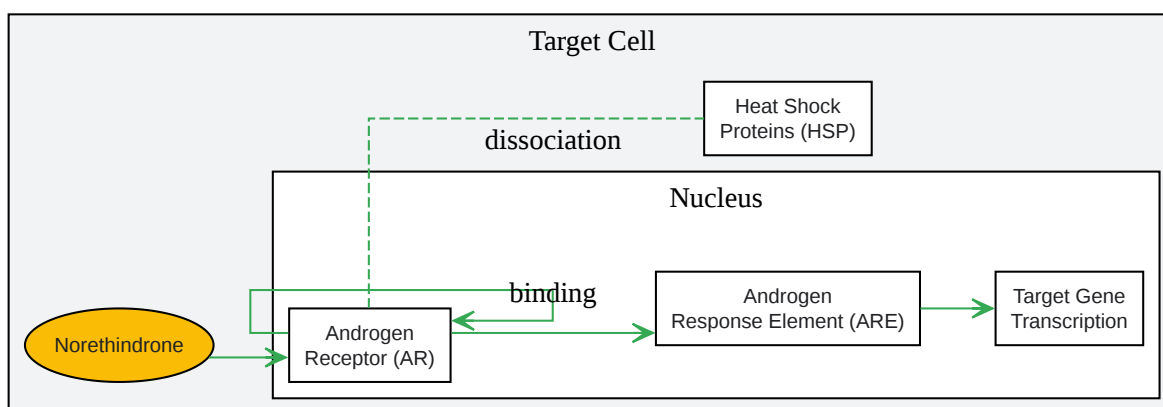 Target Cell
Heat Shock
Proteins (HSP)
dissociation
Nucleus
binding
Androgen
Response Element (ARE)
Target Gene
Transcription
Norethindrone
Androgen
Receptor (AR)